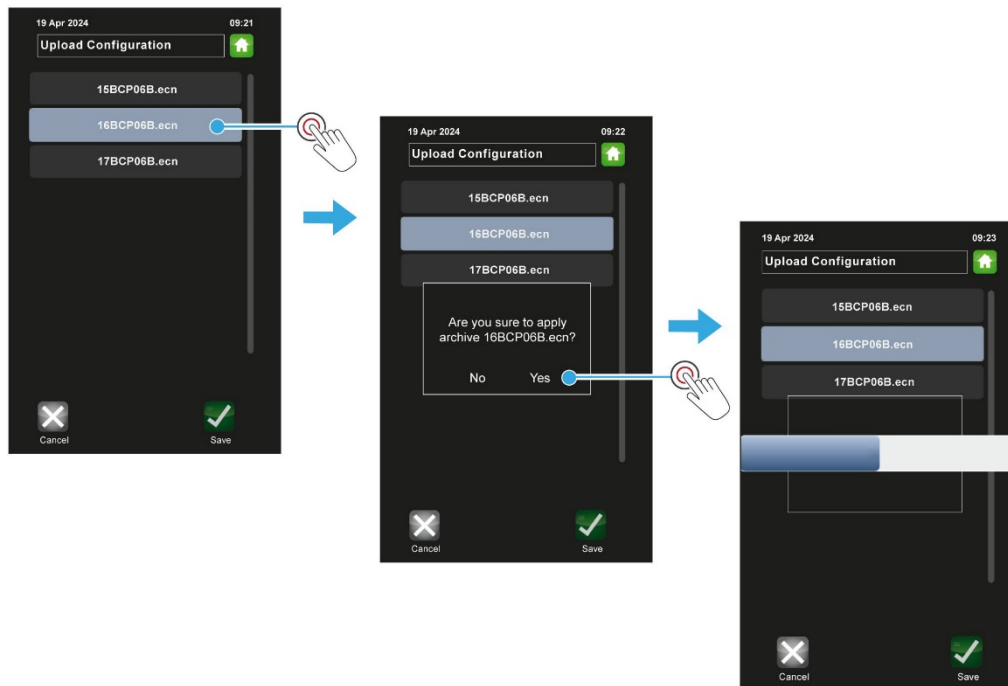 19 Apr 2024 09:21
Upload Configuration
15BCP06B.ecn
16BCP06B.ecn
17BCP06B.ecn
Cancel Save
19 Apr 2024 09:22
Upload Configuration
15BCP06B.ecn
16BCP06B.ecn
17BCP06B.ecn
Are you sure to apply
archive 16BCP06B.ecn?
No Yes
Cancel Save
19 Apr 2024 09:23
Upload Configuration
15BCP06B.ecn
16BCP06B.ecn
17BCP06B.ecn
Cancel Save